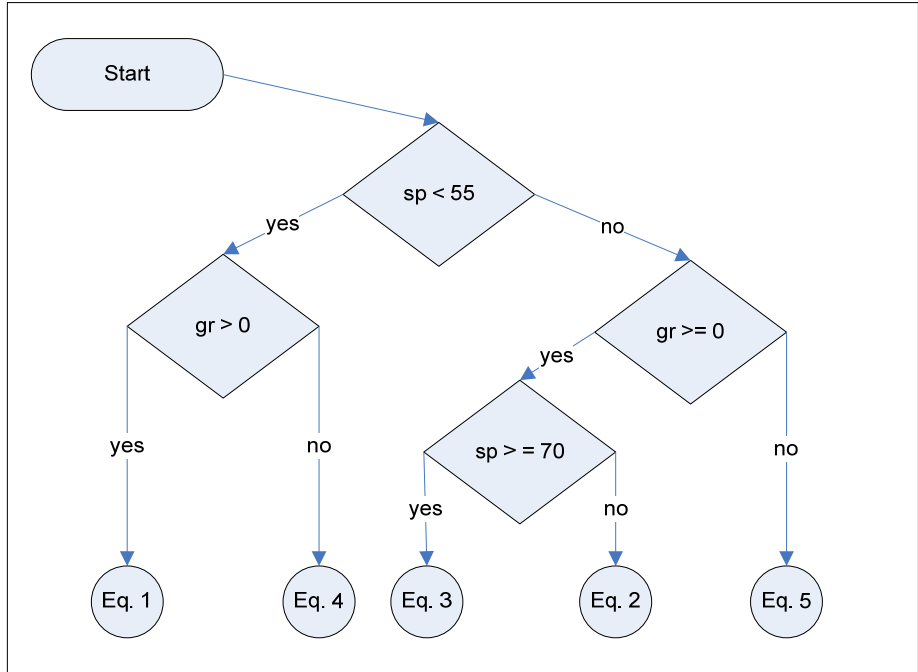 Start
sp < 55
yes
no
gr > 0
gr >= 0
yes
sp > = 70
yes
no
no
yes
no
Eq. 1
Eq. 4
Eq. 3
Eq. 2
Eq. 5